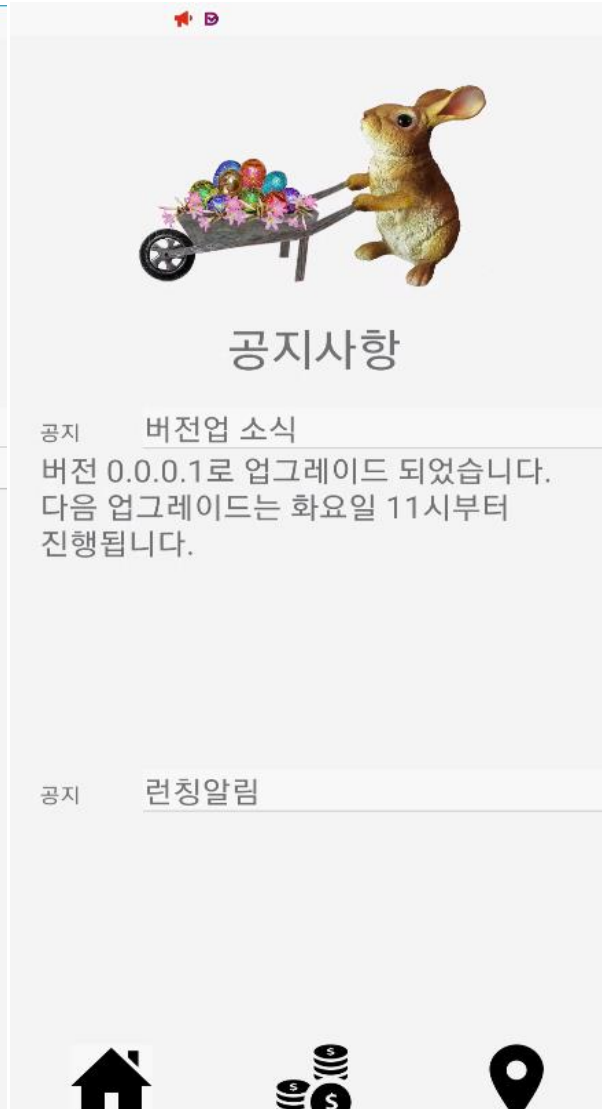 공지사항
공지 버전업 소식
버전 0.0.0.1로 업그레이드 되었습니다.
다음 업그레이드는 화요일 11시부터
진행됩니다.
공지 런칭알림